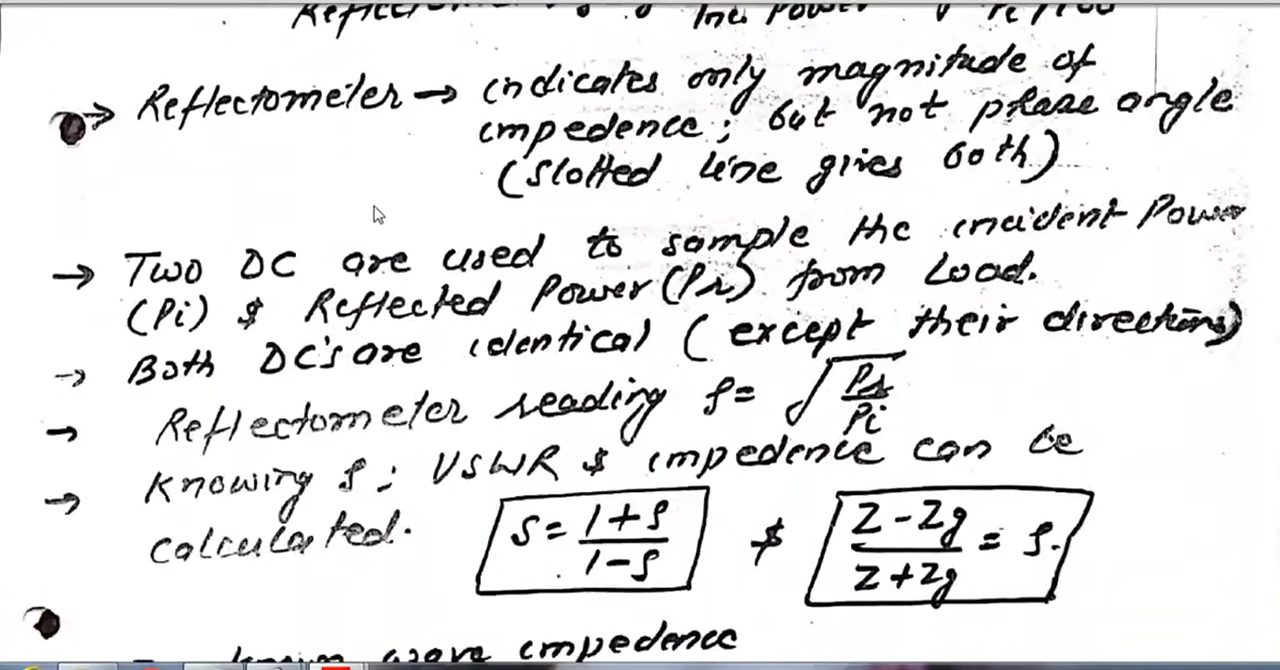 → Reflectometer → indicates only magnitude of
impedence; but not phase angle
(slotted line gives both)
→ Two DC are used to sample the incident Power
(Pi) $ Reflected Power (Pr) from Load.
→ Both DC's are identical (except their directions)
→ Reflectometer reading ρ = √(Pr/Pi)
→ Knowing ρ; VSWR $ impedence can be
calculated. S = (1+ρ)/(1-ρ) $ (Z-Zg)/(Z+Zg) = ρ.
known wave impedence